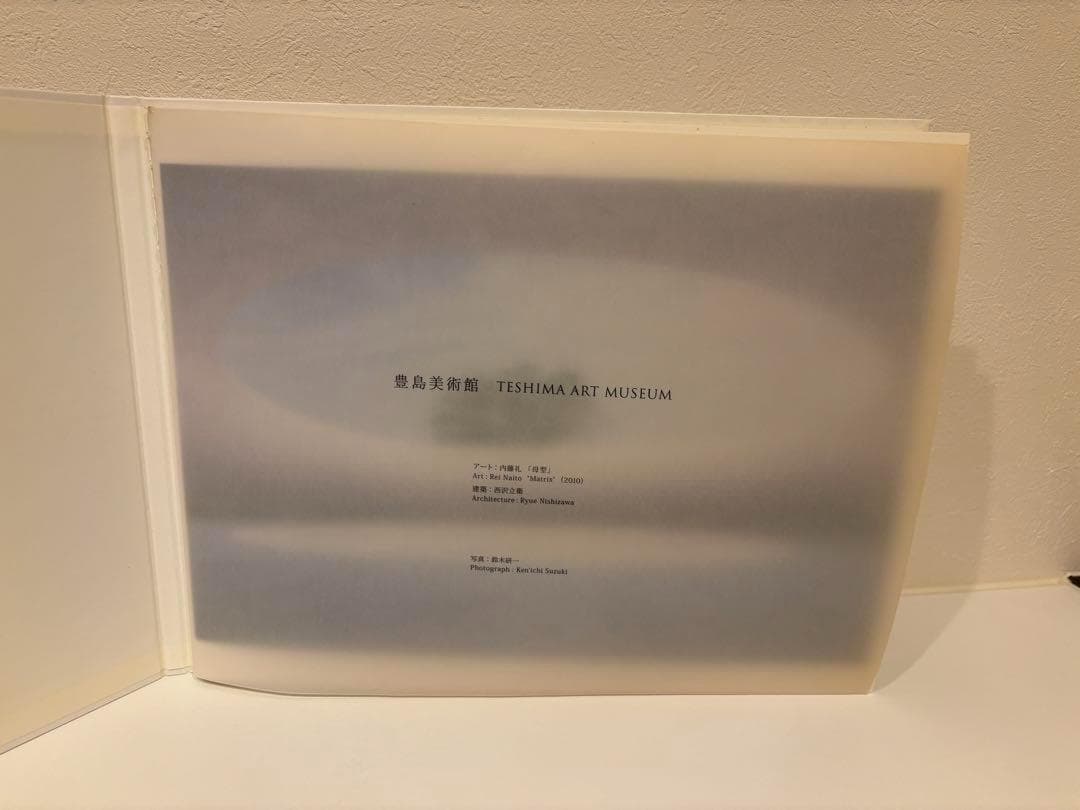 豊島美術館 TESHIMA ART MUSEUM
アート：内藤礼 「母型」
Art : Rei Naito "Matrix" (2010)
建築：西沢立衛
Architecture : Ryue Nishizawa
写真：鈴木研一
Photograph : Ken'ichi Suzuki